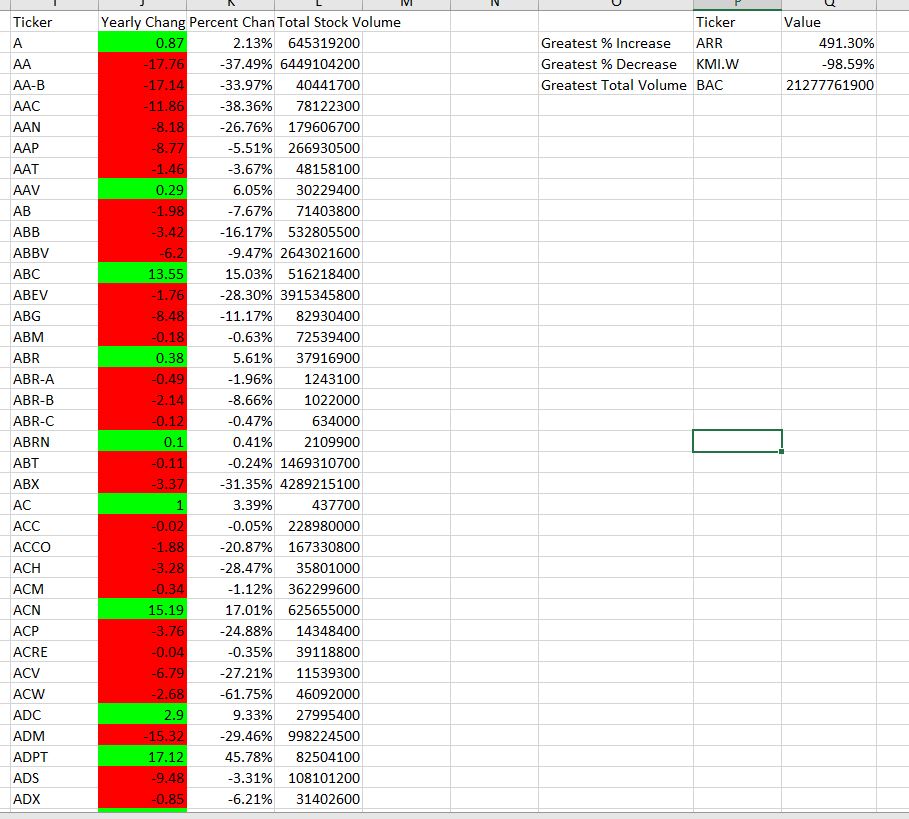 I J K L M N O P Q
Ticker Yearly Chang Percent Chan Total Stock Volume Ticker Value
A 0.87 2.13% 645319200 Greatest % Increase ARR 491.30%
AA -17.76 -37.49% 6449104200 Greatest % Decrease KMI.W -98.59%
AA-B -17.14 -33.97% 40441700 Greatest Total Volume BAC 21277761900
AAC -11.86 -38.36% 78122300
AAN -8.18 -26.76% 179606700
AAP -8.77 -5.51% 266930500
AAT -1.46 -3.67% 48158100
AAV 0.29 6.05% 30229400
AB -1.98 -7.67% 71403800
ABB -3.42 -16.17% 532805500
ABBV -6.2 -9.47% 2643021600
ABC 13.55 15.03% 516218400
ABEV -1.76 -28.30% 3915345800
ABG -8.48 -11.17% 82930400
ABM -0.18 -0.63% 72539400
ABR 0.38 5.61% 37916900
ABR-A -0.49 -1.96% 1243100
ABR-B -2.14 -8.66% 1022000
ABR-C -0.12 -0.47% 634000
ABRN 0.1 0.41% 2109900
ABT -0.11 -0.24% 1469310700
ABX -3.37 -31.35% 4289215100
AC 1 3.39% 437700
ACC -0.02 -0.05% 228980000
ACCO -1.88 -20.87% 167330800
ACH -3.28 -28.47% 35801000
ACM -0.34 -1.12% 362299600
ACN 15.19 17.01% 625655000
ACP -3.76 -24.88% 14348400
ACRE -0.04 -0.35% 39118800
ACV -6.79 -27.21% 11539300
ACW -2.68 -61.75% 46092000
ADC 2.9 9.33% 27995400
ADM -15.32 -29.46% 998224500
ADPT 17.12 45.78% 82504100
ADS -9.48 -3.31% 108101200
ADX -0.85 -6.21% 31402600